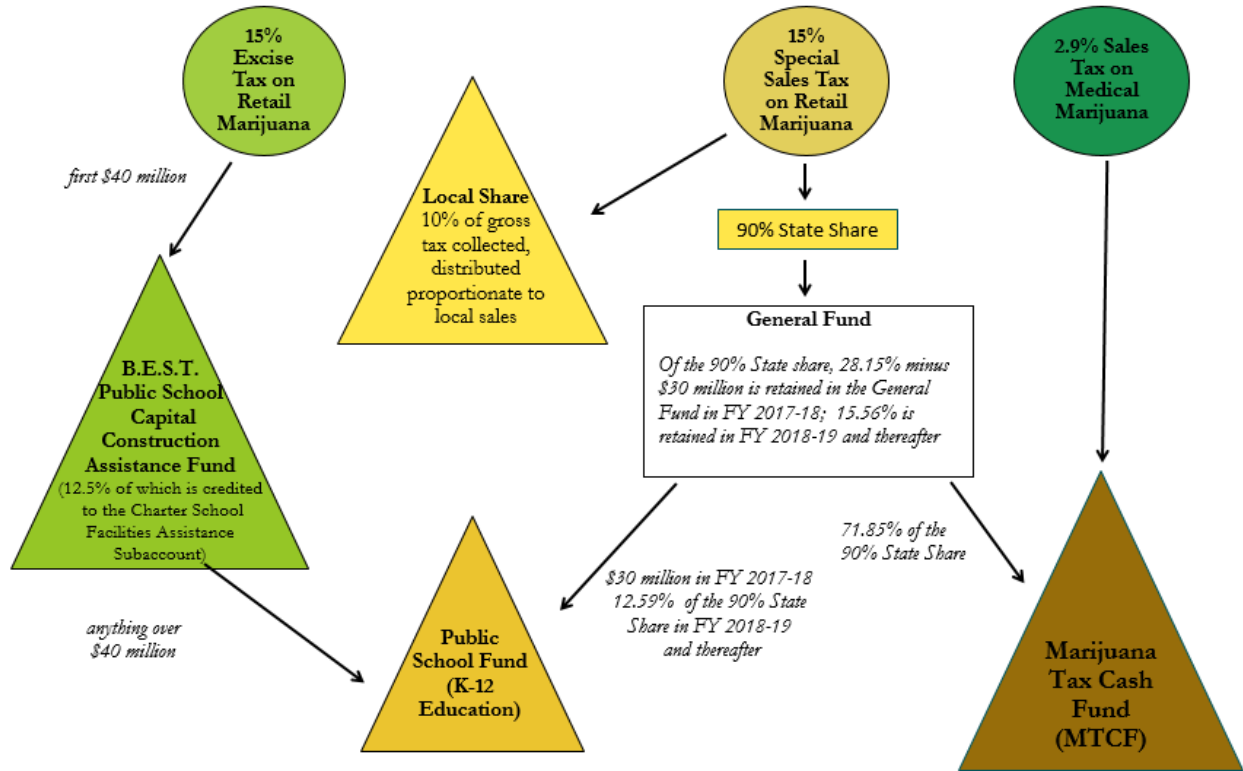 15%
Excise
Tax on
Retail
Marijuana
15%
Special
Sales Tax
on Retail
Marijuana
2.9% Sales
Tax on
Medical
Marijuana
first $40 million
Local Share
10% of gross
tax collected,
distributed
proportionate to
local sales
90% State Share
General Fund
Of the 90% State share, 28.15% minus
$30 million is retained in the General
Fund in FY 2017-18; 15.56% is
retained in FY 2018-19 and thereafter
B.E.S.T.
Public School
Capital
Construction
Assistance Fund
(12.5% of which is credited
to the Charter School
Facilities Assistance
Subaccount)
71.85% of the
90% State Share
$30 million in FY 2017-18
12.59% of the 90% State
Share in FY 2018-19
and thereafter
anything over
$40 million
Public
School Fund
(K-12
Education)
Marijuana
Tax Cash
Fund
(MTCF)